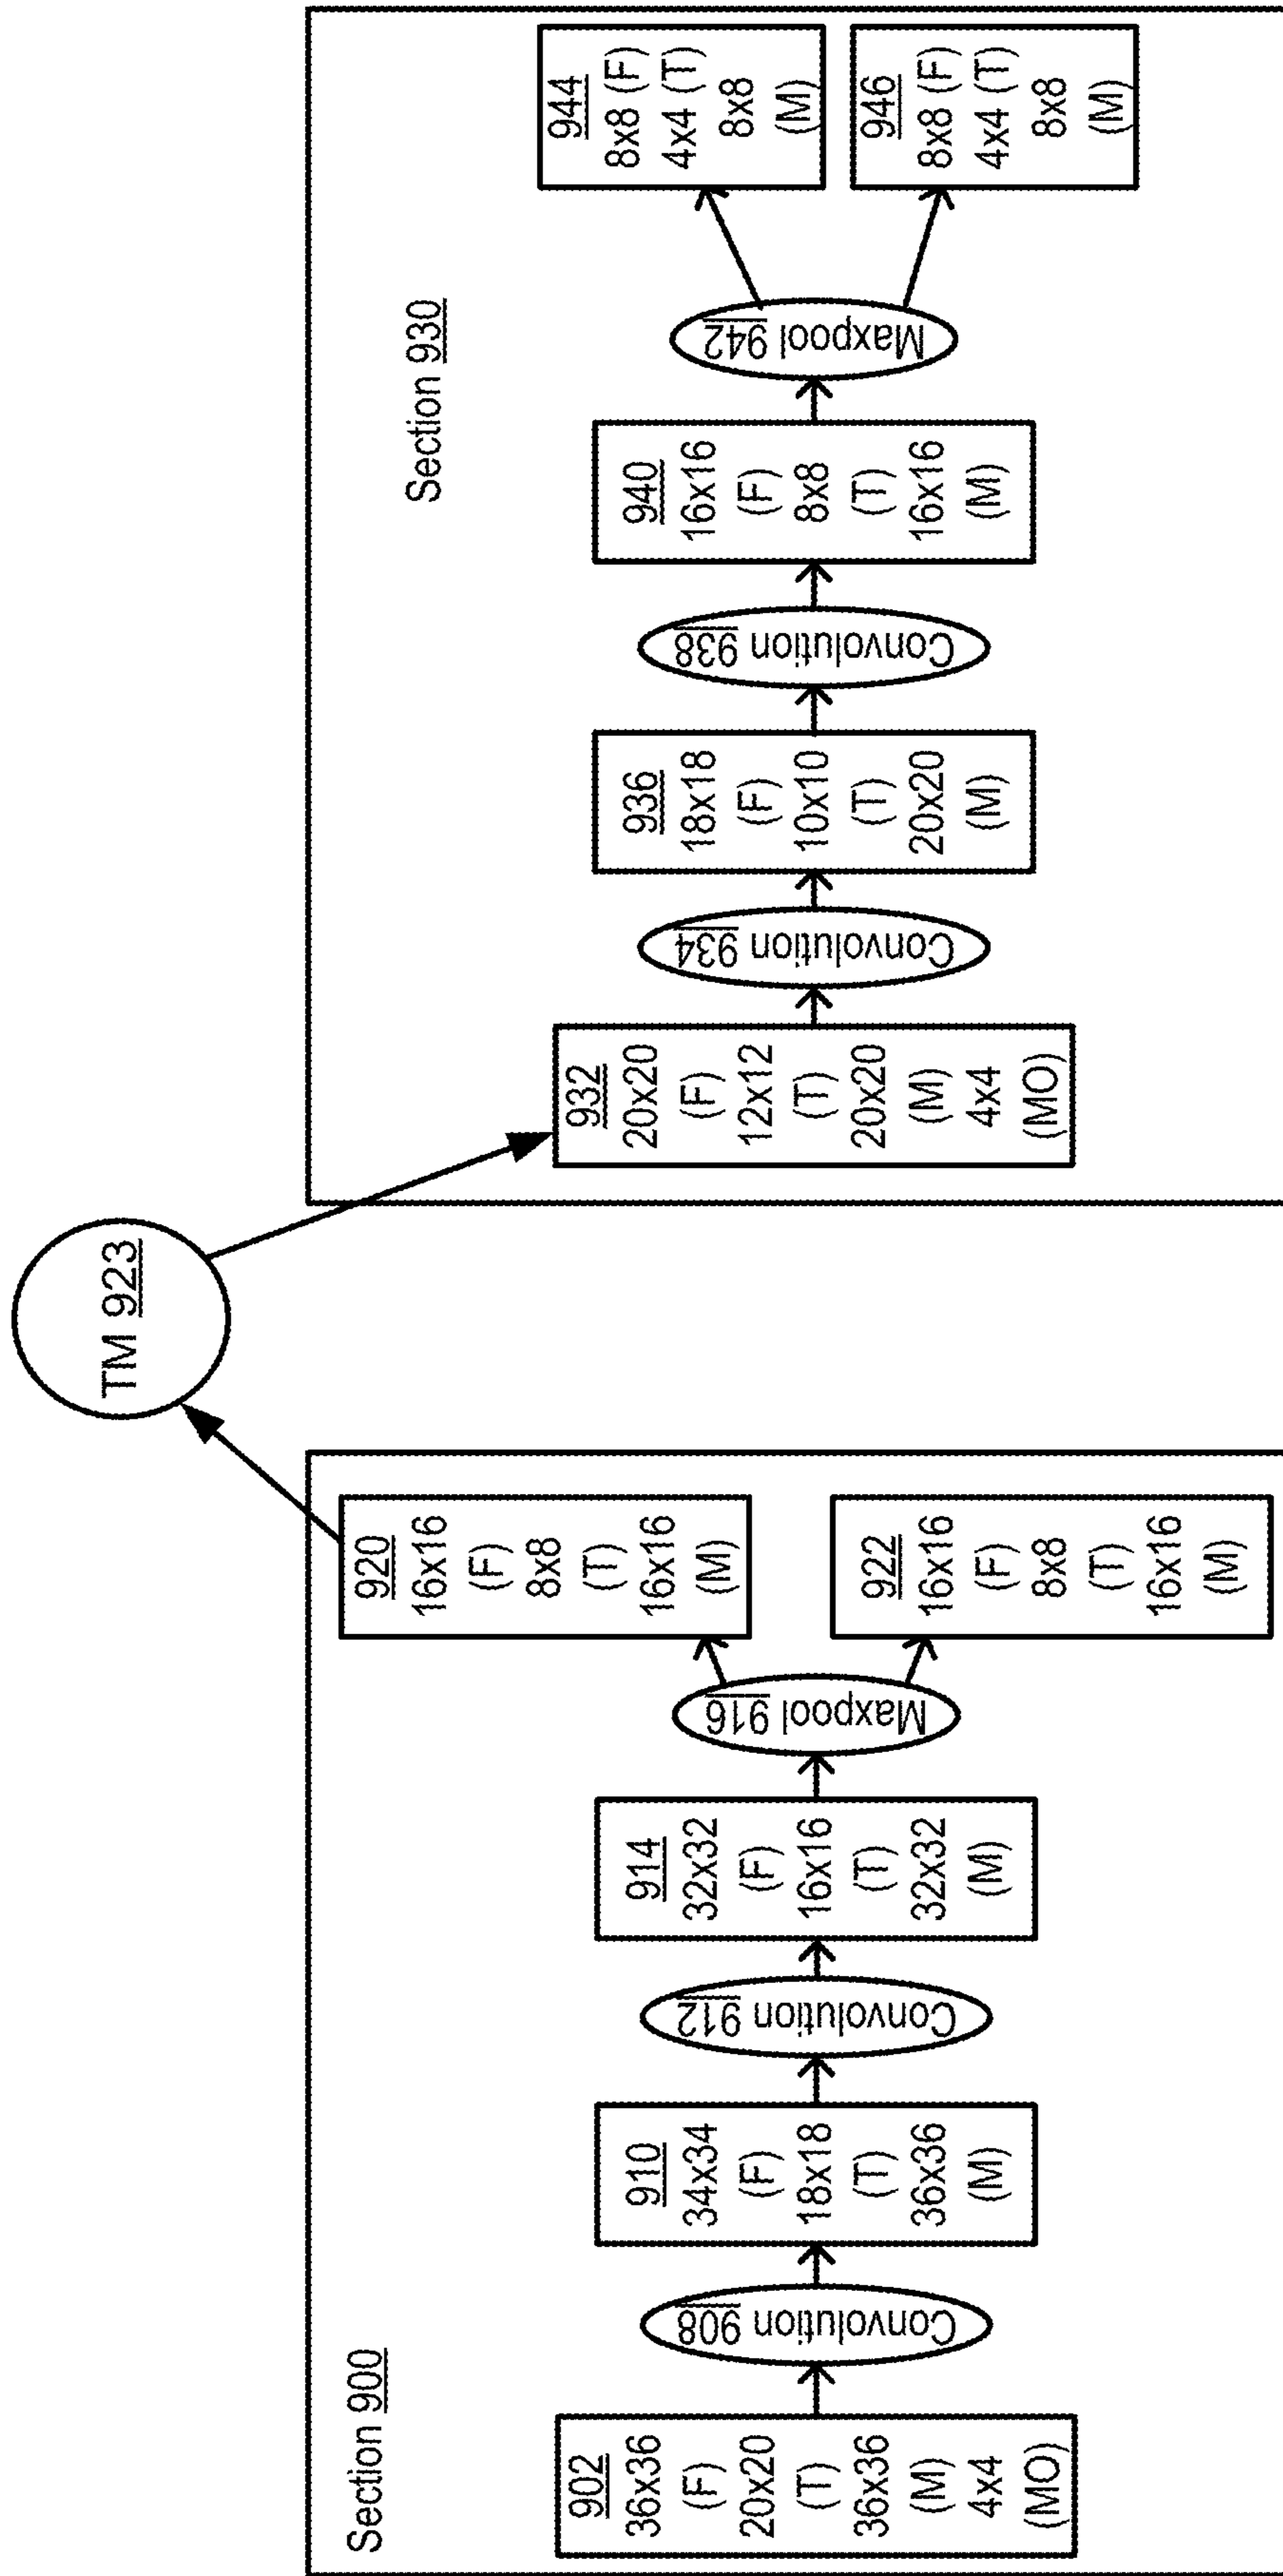 Section 900
902
36x36
(F)
20x20
(T)
36x36
(M)
4x4
(MO)
Convolution 908
910
34x34
(F)
18x18
(T)
36x36
(M)
Convolution 912
914
32x32
(F)
16x16
(T)
32x32
(M)
Maxpool 916
920
16x16
(F)
8x8
(T)
16x16
(M)
922
16x16
(F)
8x8
(T)
16x16
(M)
TM 923
Section 930
932
20x20
(F)
12x12
(T)
20x20
(M)
4x4
(MO)
Convolution 934
936
18x18
(F)
10x10
(T)
20x20
(M)
Convolution 938
940
16x16
(F)
8x8
(T)
16x16
(M)
Maxpool 942
944
8x8 (F)
4x4 (T)
8x8
(M)
946
8x8 (F)
4x4 (T)
8x8
(M)